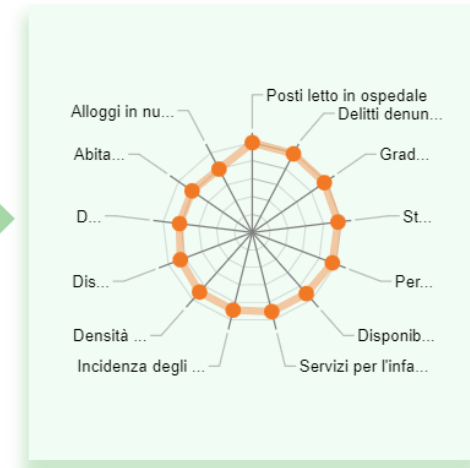 Posti letto in ospedale
Delitti denun...
Grad...
St...
Per...
Disponib...
Servizi per l'infa...
Incidenza degli ...
Densità ...
Dis...
D...
Abita...
Alloggi in nu...